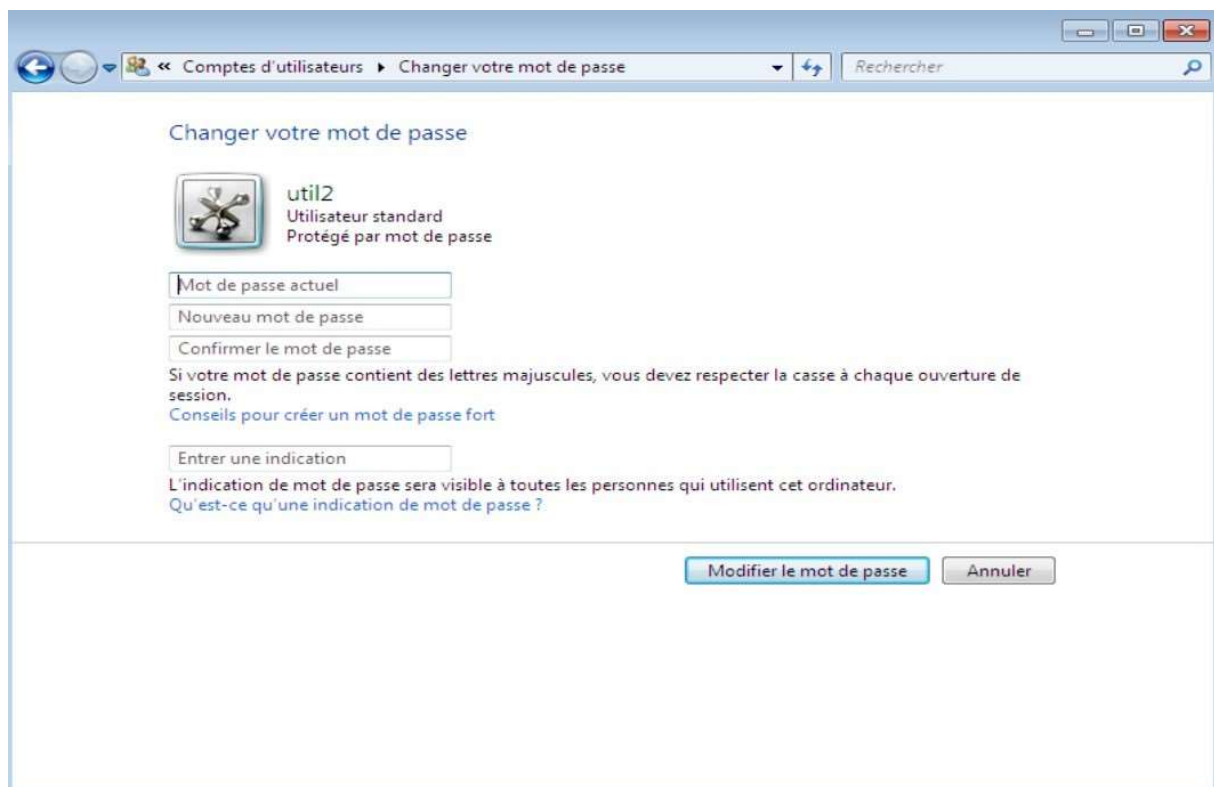 « Comptes d'utilisateurs ▸ Changer votre mot de passe
Rechercher
Changer votre mot de passe
util2
Utilisateur standard
Protégé par mot de passe
Mot de passe actuel
Nouveau mot de passe
Confirmer le mot de passe
Si votre mot de passe contient des lettres majuscules, vous devez respecter la casse à chaque ouverture de
session.
Conseils pour créer un mot de passe fort
Entrer une indication
L'indication de mot de passe sera visible à toutes les personnes qui utilisent cet ordinateur.
Qu'est-ce qu'une indication de mot de passe ?
Modifier le mot de passe
Annuler